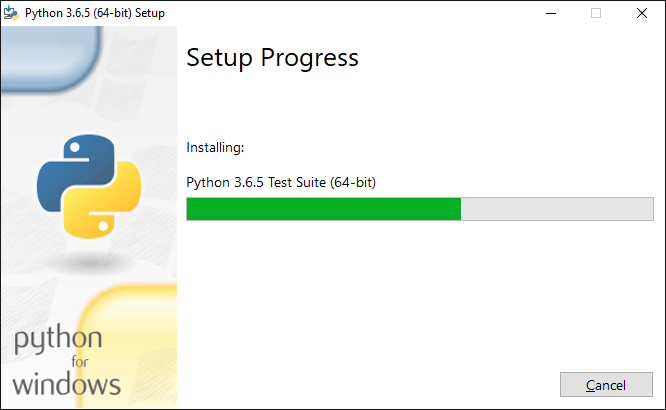 Python 3.6.5 (64-bit) Setup
Setup Progress
Installing:
Python 3.6.5 Test Suite (64-bit)
python
for
windows
Cancel